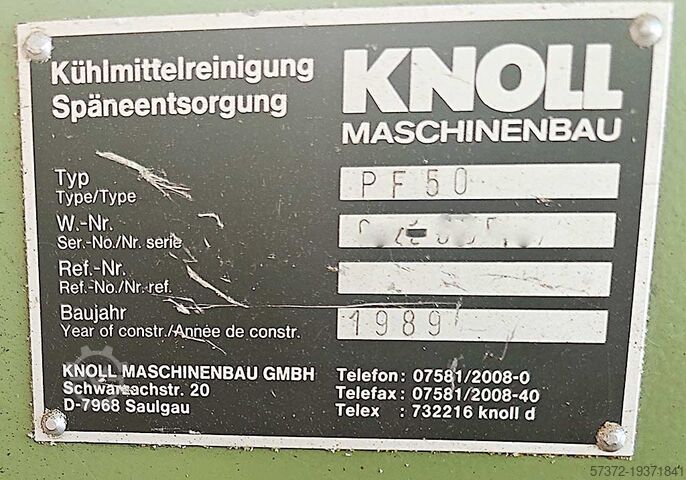 Kühlmittelreinigung
Späneentsorgung
KNOLL
MASCHINENBAU
Typ
Type/Type
PF50
W.-Nr.
Ser.-No./Nr. serie
Ref.-Nr.
Ref.-No./Nr. ref.
Baujahr
Year of constr./Année de constr.
1989
KNOLL MASCHINENBAU GMBH
Schwarzachstr. 20
D-7968 Saulgau
Telefon: 07581/2008-0
Telefax: 07581/2008-40
Telex : 732216 knoll d
57372-19371841